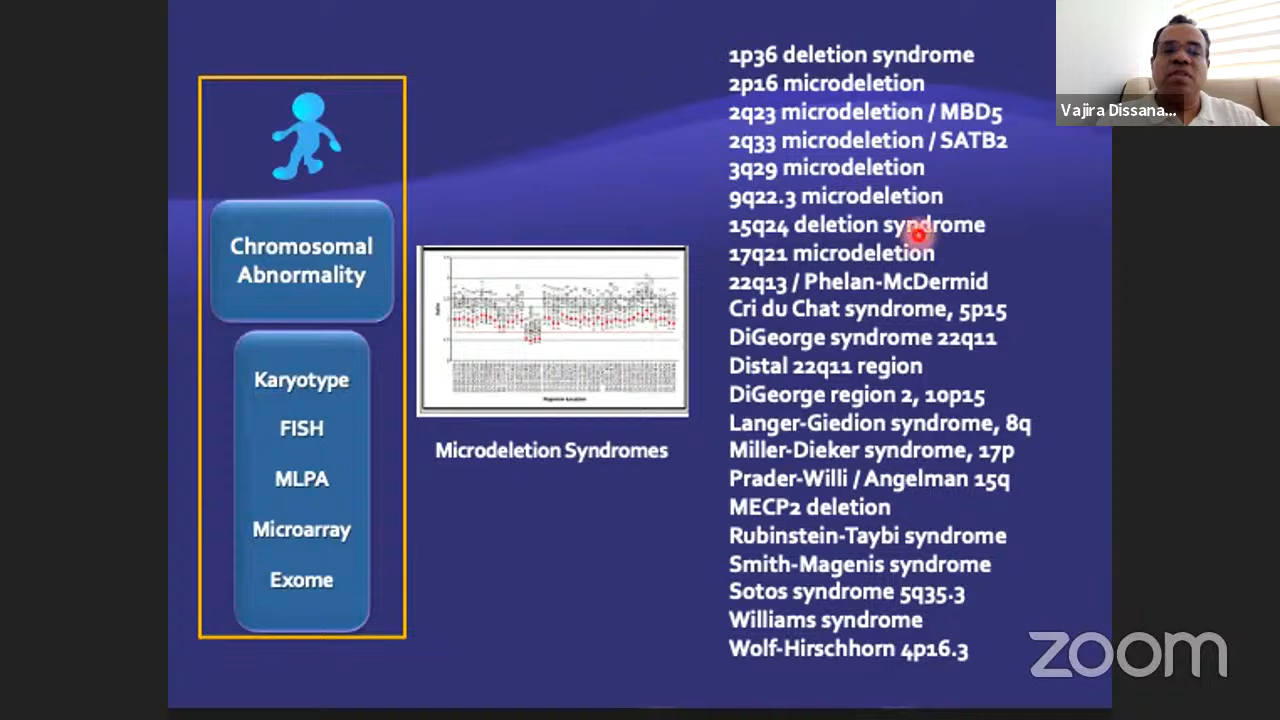 Chromosomal
Abnormality
Karyotype
FISH
MLPA
Microarray
Exome
Microdeletion Syndromes
1p36 deletion syndrome
2p16 microdeletion
2q23 microdeletion / MBD5
2q33 microdeletion / SATB2
3q29 microdeletion
9q22.3 microdeletion
15q24 deletion syndrome
17q21 microdeletion
22q13 / Phelan-McDermid
Cri du Chat syndrome, 5p15
DiGeorge syndrome 22q11
Distal 22q11 region
DiGeorge region 2, 10p15
Langer-Giedion syndrome, 8q
Miller-Dieker syndrome, 17p
Prader-Willi / Angelman 15q
MECP2 deletion
Rubinstein-Taybi syndrome
Smith-Magenis syndrome
Sotos syndrome 5q35.3
Williams syndrome
Wolf-Hirschhorn 4p16.3
Vajira Dissana...
zoom